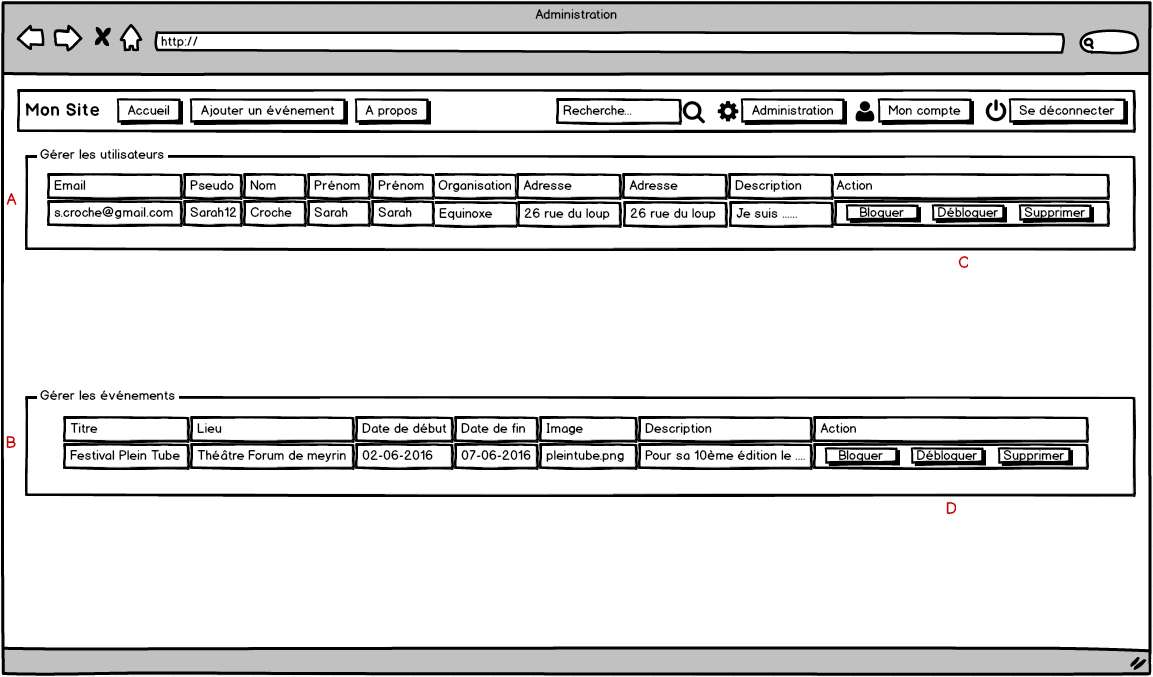 Administration
http://
Mon Site Accueil Ajouter un événement A propos Recherche... Administration Mon compte Se déconnecter
Gérer les utilisateurs
A
Email Pseudo Nom Prénom Prénom Organisation Adresse Adresse Description Action
s.croche@gmail.com Sarah12 Croche Sarah Sarah Equinoxe 26 rue du loup 26 rue du loup Je suis ...... Bloquer Débloquer Supprimer
C
Gérer les événements
B
Titre Lieu Date de début Date de fin Image Description Action
Festival Plein Tube Théâtre Forum de meyrin 02-06-2016 07-06-2016 pleintube.png Pour sa 10ème édition le .... Bloquer Débloquer Supprimer
D